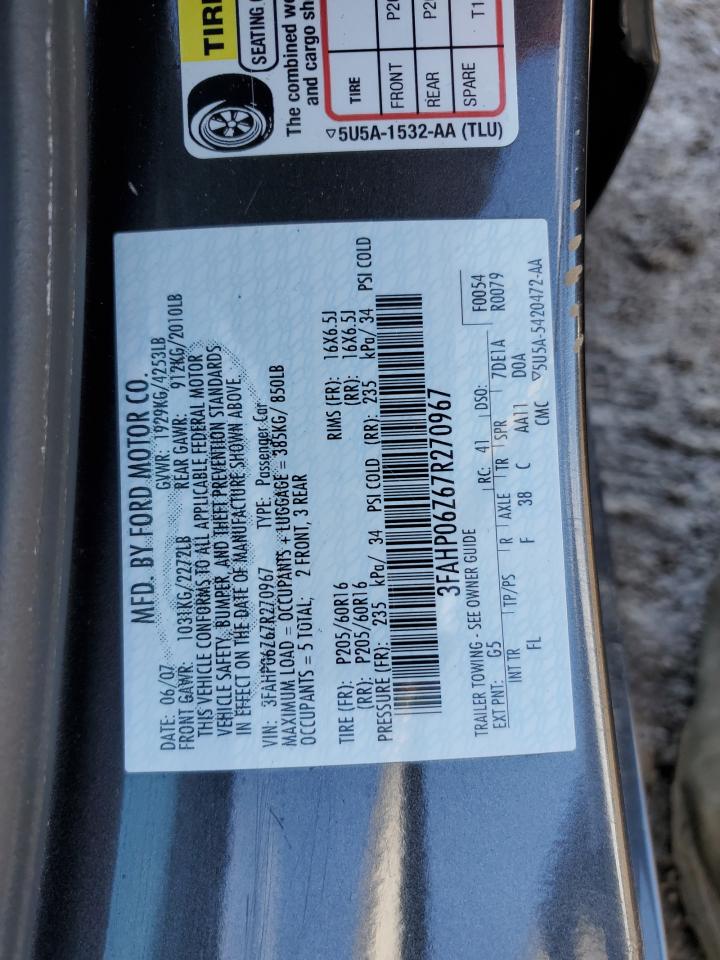 TIRE
SEATING
The combined
and cargo
TIRE
FRONT
REAR
SPARE
5U5A-1532-AA (TLU)
MFD. BY FORD MOTOR CO.
DATE: 06/07 GVWR: 1929KG/4253LB
FRONT GAWR: 1031KG/2272LB REAR GAWR: 912KG/2010LB
THIS VEHICLE CONFORMS TO ALL APPLICABLE FEDERAL MOTOR
VEHICLE SAFETY, BUMPER, AND THEFT PREVENTION STANDARDS
IN EFFECT ON THE DATE OF MANUFACTURE SHOWN ABOVE.
VIN: 3FAHP06Z67R270967 TYPE: Passenger Car
MAXIMUM LOAD = OCCUPANTS + LUGGAGE = 385KG/ 850LB
OCCUPANTS = 5 TOTAL; 2 FRONT, 3 REAR
TIRE (FR): P205/60R16 RIMS (FR): 16X6.5J
(RR): P205/60R16 (RR): 16X6.5J
PRESSURE (FR): 235 kPa/ 34 PSI COLD (RR): 235 kPa/ 34 PSI COLD
3FAHP06Z67R270967
TRAILER TOWING - SEE OWNER GUIDE
EXT PNT: G5 RC: 41 DSO: F0054
INT TR TP/PS R AXLE TR SPR 7DE1A R0079
FL F 38 C AA11 D0A
CMC 5U5A-5420472-AA